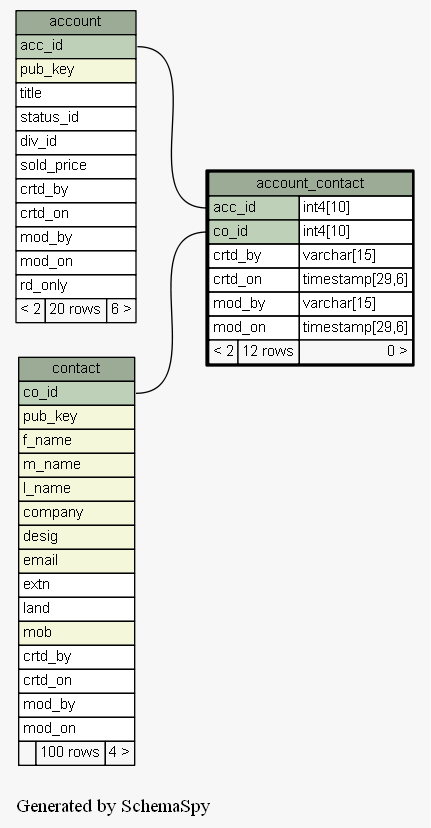 account
acc_id
pub_key
title
status_id
div_id
sold_price
crtd_by
crtd_on
mod_by
mod_on
rd_only
< 2 20 rows 6 >
account_contact
acc_id int4[10]
co_id int4[10]
crtd_by varchar[15]
crtd_on timestamp[29,6]
mod_by varchar[15]
mod_on timestamp[29,6]
< 2 12 rows 0 >
contact
co_id
pub_key
f_name
m_name
l_name
company
desig
email
extn
land
mob
crtd_by
crtd_on
mod_by
mod_on
100 rows 4 >
Generated by SchemaSpy